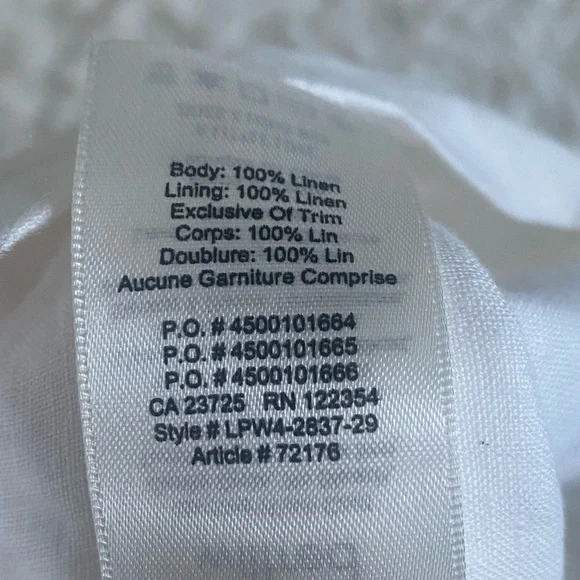 Body: 100% Linen
Lining: 100% Linen
Exclusive Of Trim
Corps: 100% Lin
Doublure: 100% Lin
Aucune Garniture Comprise
P.O. # 4500101664
P.O. # 4500101665
P.O. # 4500101666
CA 23725 RN 122354
Style # LPW4-2837-29
Article # 72176